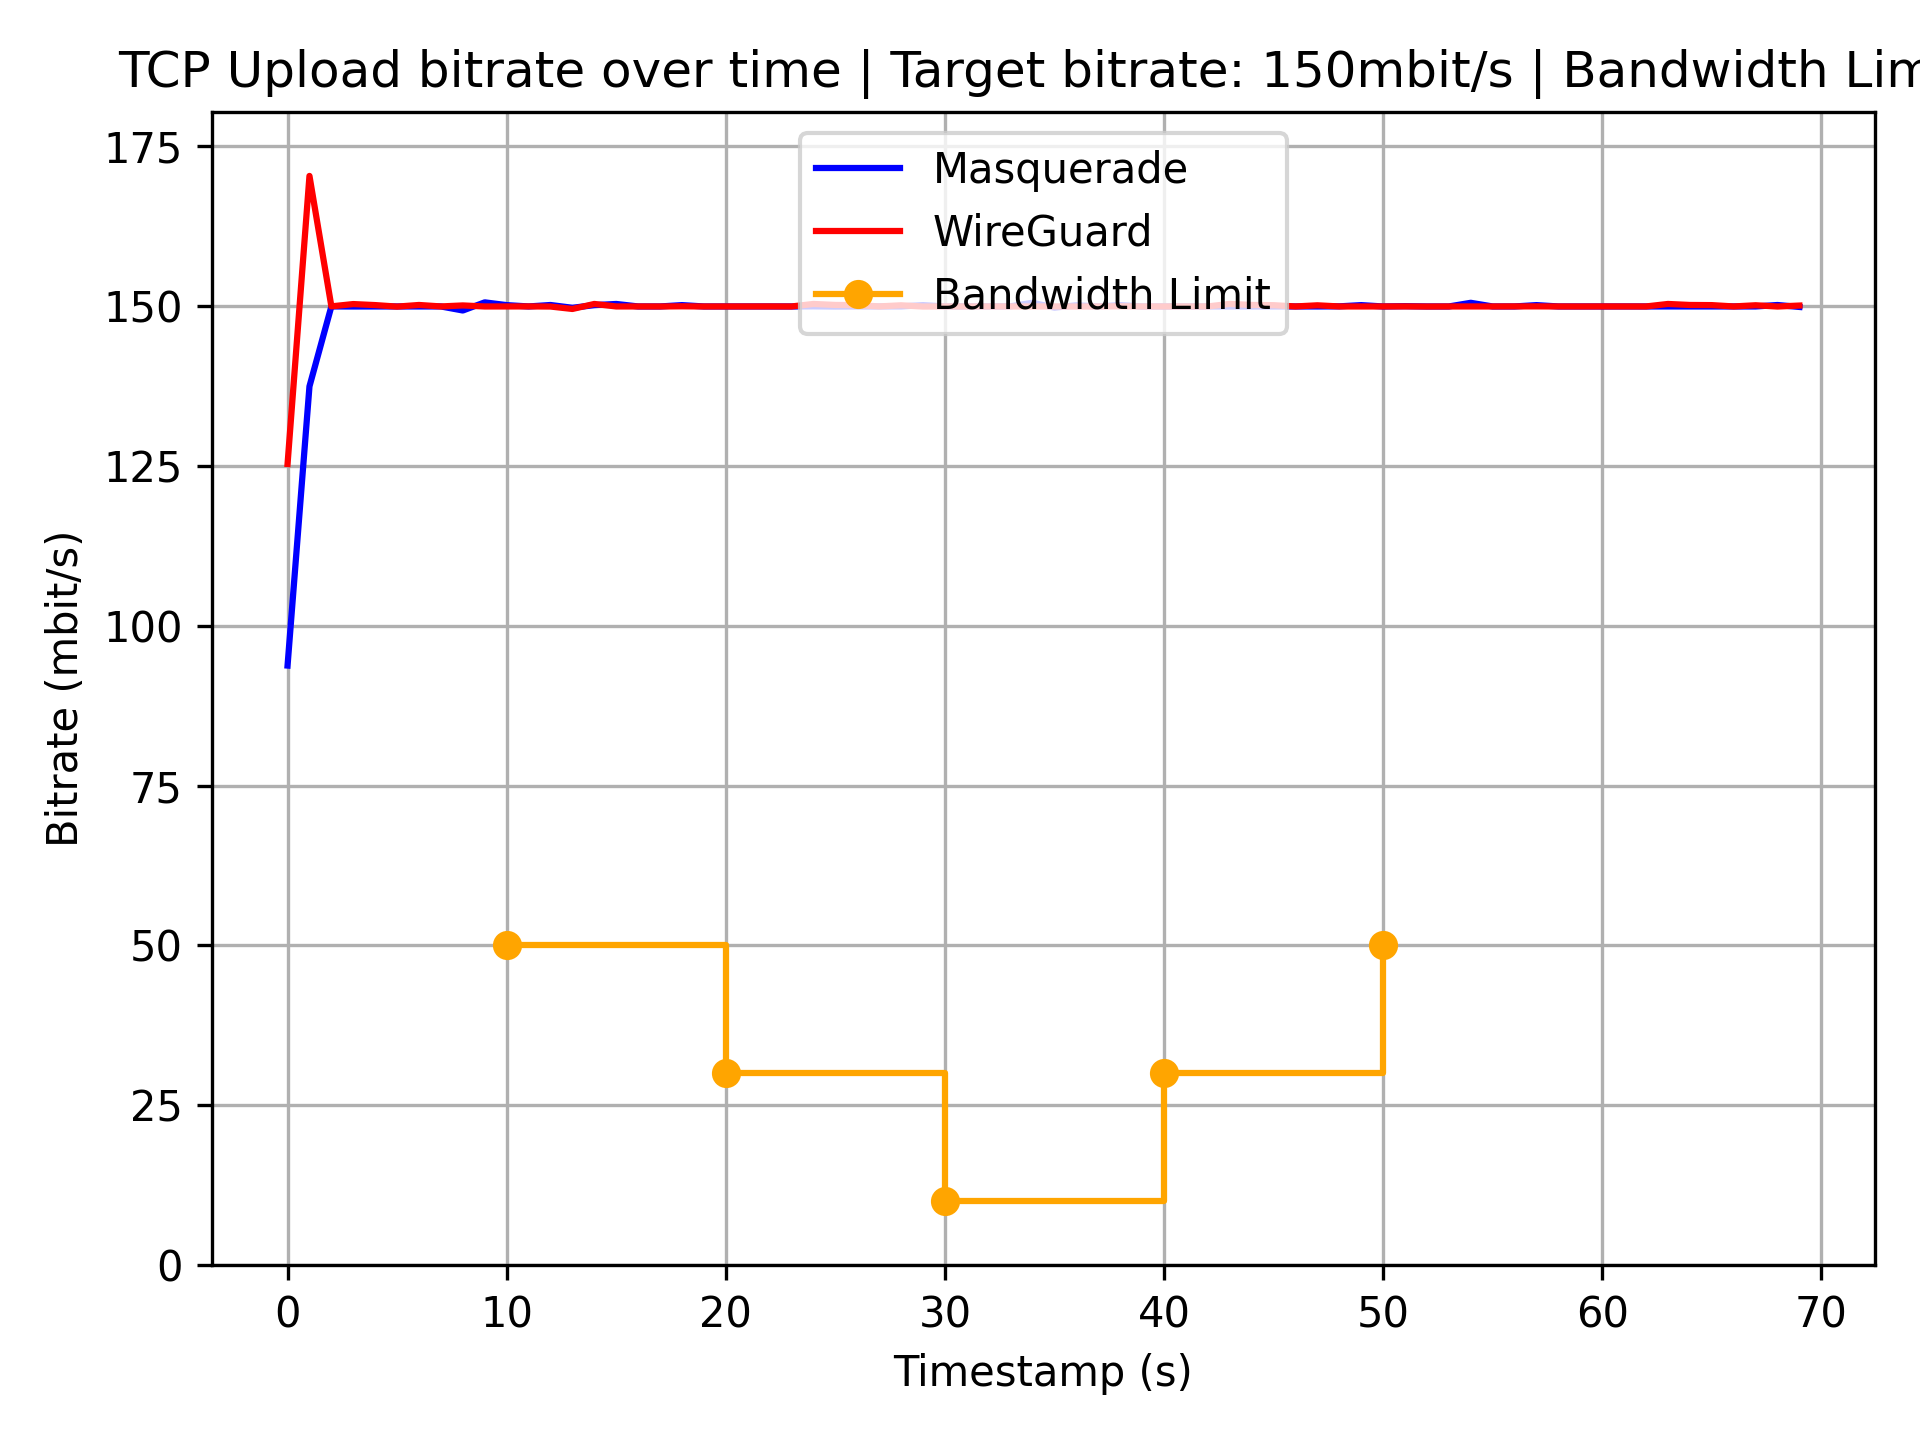 TCP Upload bitrate over time | Target bitrate: 150mbit/s | Bandwidth Lim
175
150
125
100
75
50
25
0
Bitrate (mbit/s)
Masquerade
WireGuard
Bandwidth Limit
0 10 20 30 40 50 60 70
Timestamp (s)